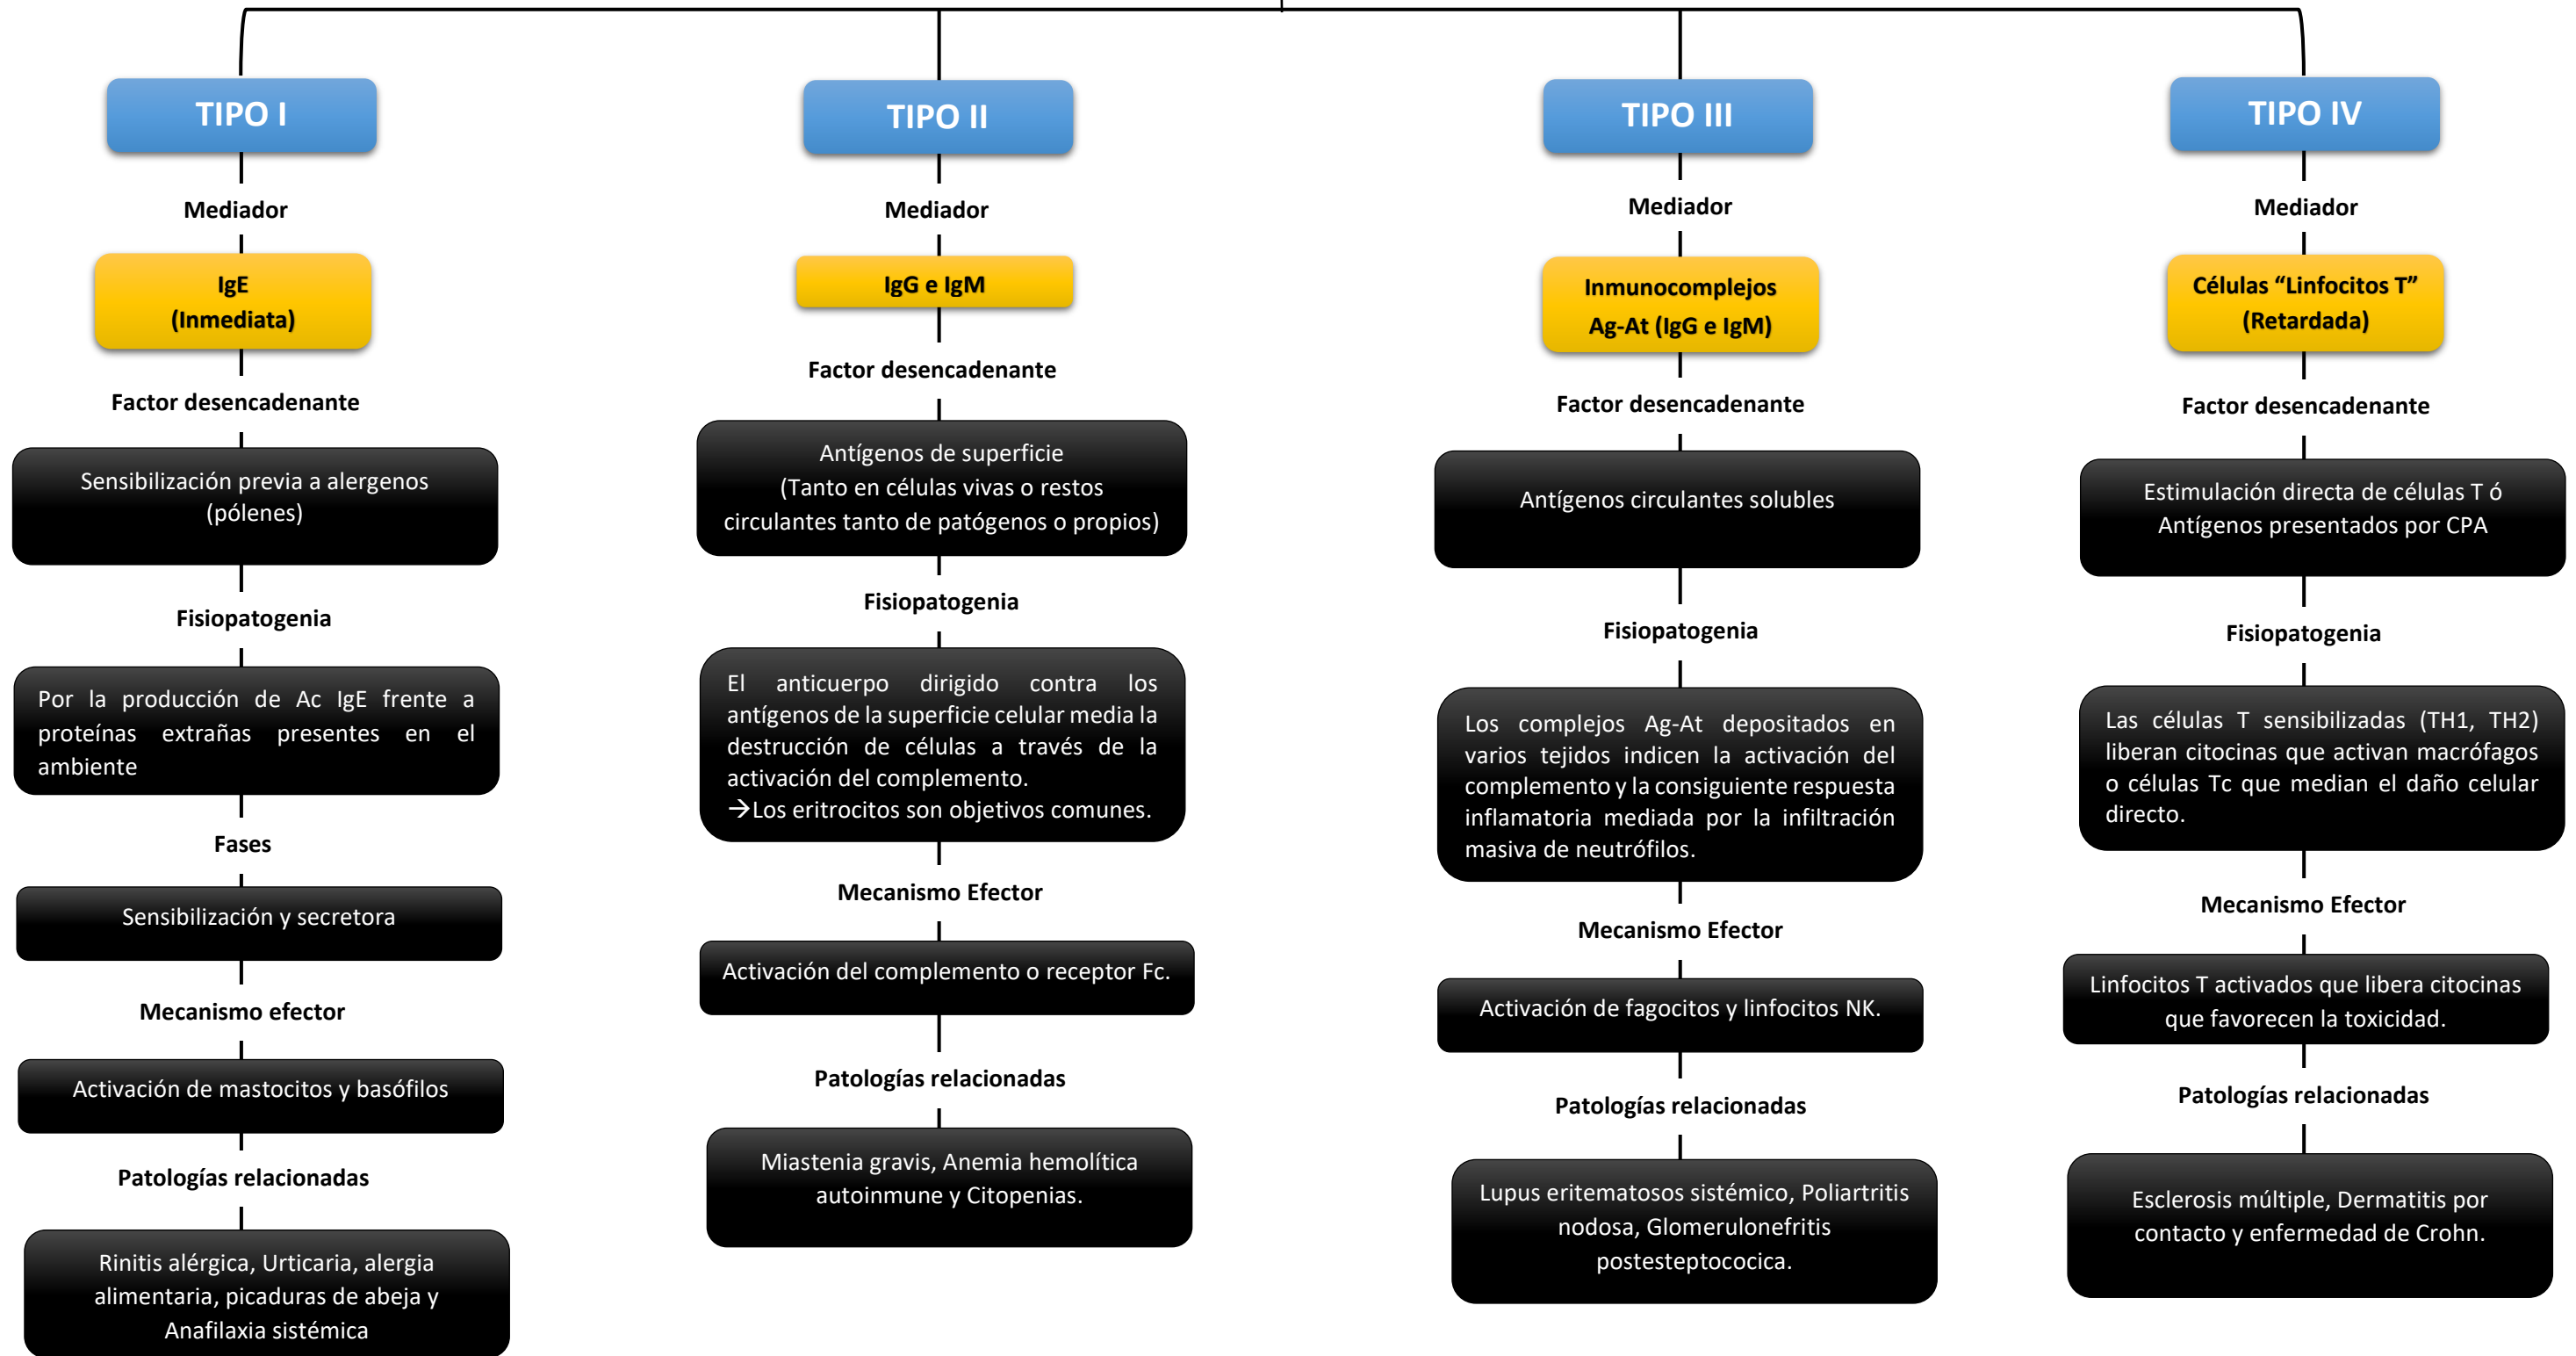 TIPO I
Mediador
IgE
(Inmediata)
Factor desencadenante
Sensibilización previa a alergenos
(pólenes)
Fisiopatogenia
Por la producción de Ac IgE frente a
proteínas extrañas presentes en el
ambiente
Fases
Sensibilización y secretora
Mecanismo efector
Activación de mastocitos y basófilos
Patologías relacionadas
Rinitis alérgica, Urticaria, alergia
alimentaria, picaduras de abeja y
Anafilaxia sistémica
TIPO II
Mediador
IgG e IgM
Factor desencadenante
Antígenos de superficie
(Tanto en células vivas o restos
circulantes tanto de patógenos o propios)
Fisiopatogenia
El anticuerpo dirigido contra los
antígenos de la superficie celular media la
destrucción de células a través de la
activación del complemento.
→Los eritrocitos son objetivos comunes.
Mecanismo Efector
Activación del complemento o receptor Fc.
Patologías relacionadas
Miastenia gravis, Anemia hemolítica
autoinmune y Citopenias.
TIPO III
Mediador
Inmunocomplejos
Ag-At (IgG e IgM)
Factor desencadenante
Antígenos circulantes solubles
Fisiopatogenia
Los complejos Ag-At depositados en
varios tejidos indicen la activación del
complemento y la consiguiente respuesta
inflamatoria mediada por la infiltración
masiva de neutrófilos.
Mecanismo Efector
Activación de fagocitos y linfocitos NK.
Patologías relacionadas
Lupus eritematosos sistémico, Poliartritis
nodosa, Glomerulonefritis
postesteptococica.
TIPO IV
Mediador
Células “Linfocitos T”
(Retardada)
Factor desencadenante
Estimulación directa de células T ó
Antígenos presentados por CPA
Fisiopatogenia
Las células T sensibilizadas (TH1, TH2)
liberan citocinas que activan macrófagos
o células Tc que median el daño celular
directo.
Mecanismo Efector
Linfocitos T activados que libera citocinas
que favorecen la toxicidad.
Patologías relacionadas
Esclerosis múltiple, Dermatitis por
contacto y enfermedad de Crohn.